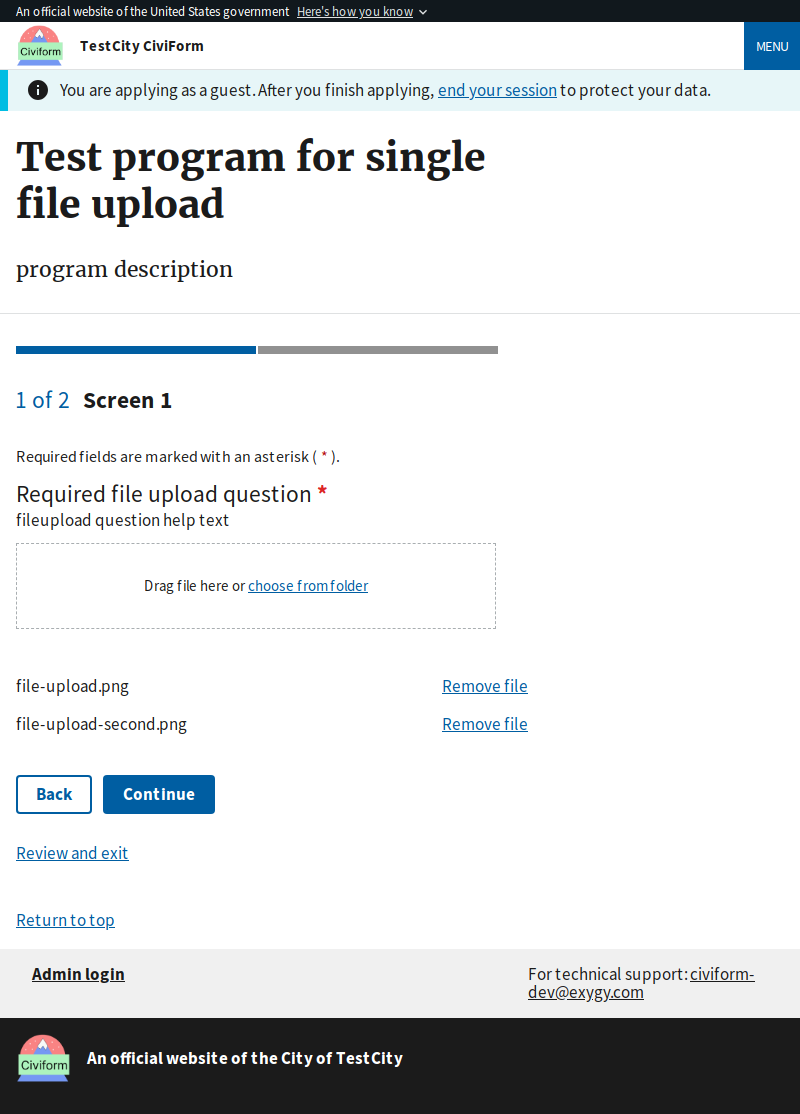 An official website of the United States government Here's how you know
Civiform
TestCity CiviForm
MENU
You are applying as a guest. After you finish applying, end your session to protect your data.
Test program for single
file upload
program description
1 of 2 Screen 1
Required fields are marked with an asterisk ( * ).
Required file upload question *
fileupload question help text
Drag file here or choose from folder
file-upload.png Remove file
file-upload-second.png Remove file
Back Continue
Review and exit
Return to top
Admin login
For technical support: civiform-
dev@exygy.com
Civiform
An official website of the City of TestCity